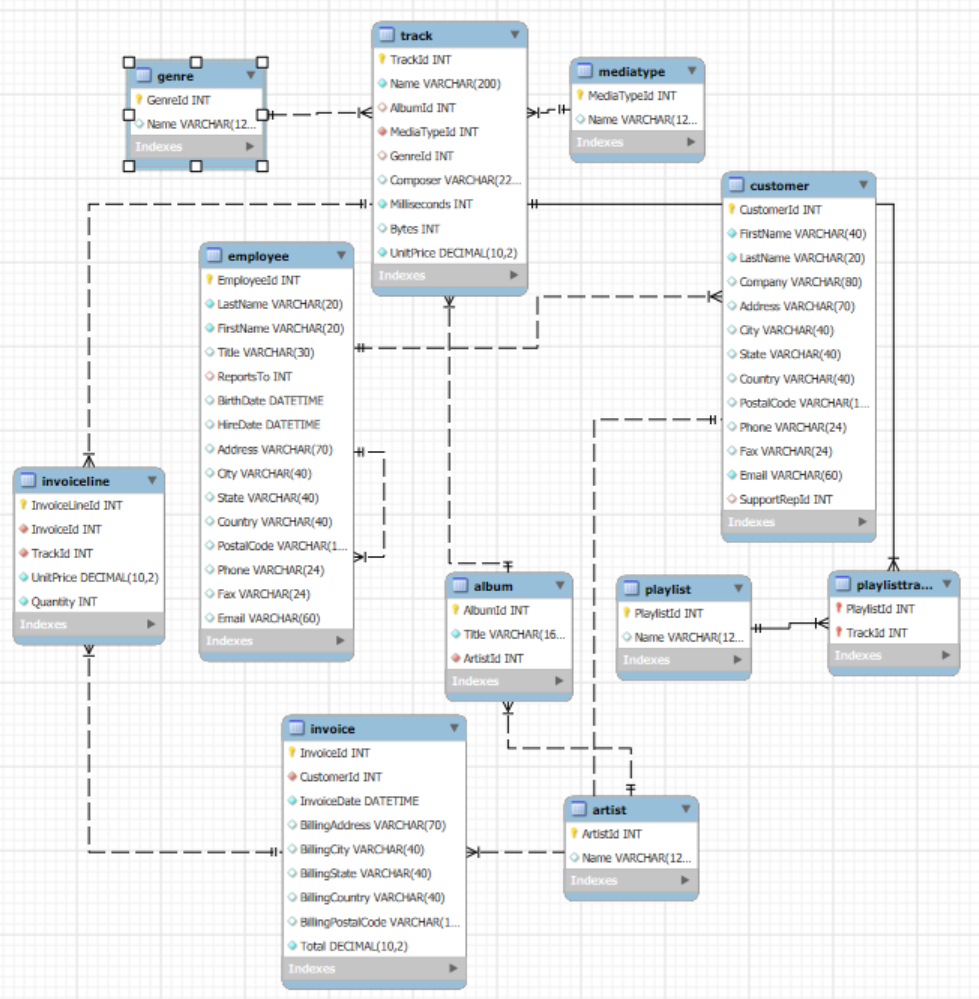 track
TrackId INT
Name VARCHAR(200)
AlbumId INT
MediaTypeId INT
GenreId INT
Composer VARCHAR(22...
Milliseconds INT
Bytes INT
UnitPrice DECIMAL(10,2)
Indexes
genre
GenreId INT
Name VARCHAR(12...
Indexes
mediatype
MediaTypeId INT
Name VARCHAR(12...
Indexes
customer
CustomerId INT
FirstName VARCHAR(40)
LastName VARCHAR(20)
Company VARCHAR(80)
Address VARCHAR(70)
City VARCHAR(40)
State VARCHAR(40)
Country VARCHAR(40)
PostalCode VARCHAR(1...
Phone VARCHAR(24)
Fax VARCHAR(24)
Email VARCHAR(60)
SupportRepId INT
Indexes
employee
EmployeeId INT
LastName VARCHAR(20)
FirstName VARCHAR(20)
Title VARCHAR(30)
ReportsTo INT
BirthDate DATETIME
HireDate DATETIME
Address VARCHAR(70)
City VARCHAR(40)
State VARCHAR(40)
Country VARCHAR(40)
PostalCode VARCHAR(1...
Phone VARCHAR(24)
Fax VARCHAR(24)
Email VARCHAR(60)
Indexes
invoiceline
InvoiceLineId INT
InvoiceId INT
TrackId INT
UnitPrice DECIMAL(10,2)
Quantity INT
Indexes
album
AlbumId INT
Title VARCHAR(16...
ArtistId INT
Indexes
playlist
PlaylistId INT
Name VARCHAR(12...
Indexes
playlisttra...
PlaylistId INT
TrackId INT
Indexes
invoice
InvoiceId INT
CustomerId INT
InvoiceDate DATETIME
BillingAddress VARCHAR(70)
BillingCity VARCHAR(40)
BillingState VARCHAR(40)
BillingCountry VARCHAR(40)
BillingPostalCode VARCHAR(1...
Total DECIMAL(10,2)
Indexes
artist
ArtistId INT
Name VARCHAR(12...
Indexes